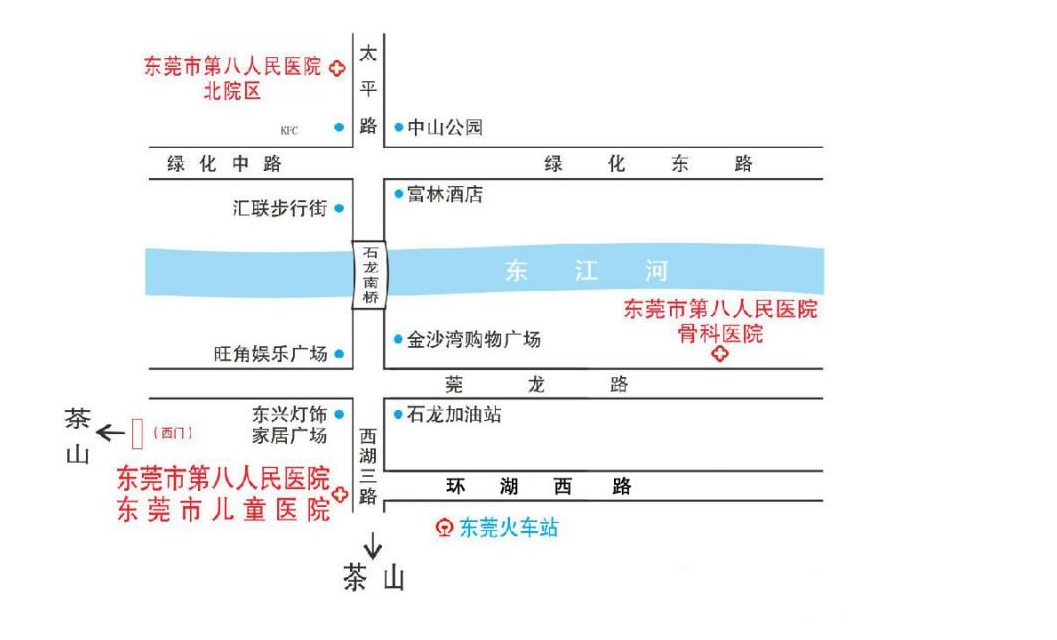 东莞市第八人民医院
北院区
太平路
KFC
中山公园
绿化中路
绿化东路
富林酒店
汇联步行街
石龙南桥
东江河
东莞市第八人民医院
骨科医院
金沙湾购物广场
旺角娱乐广场
莞龙路
茶山
(西门)
东兴灯饰
家居广场
石龙加油站
西湖三路
东莞市第八人民医院
东莞市儿童医院
环湖西路
东莞火车站
茶山